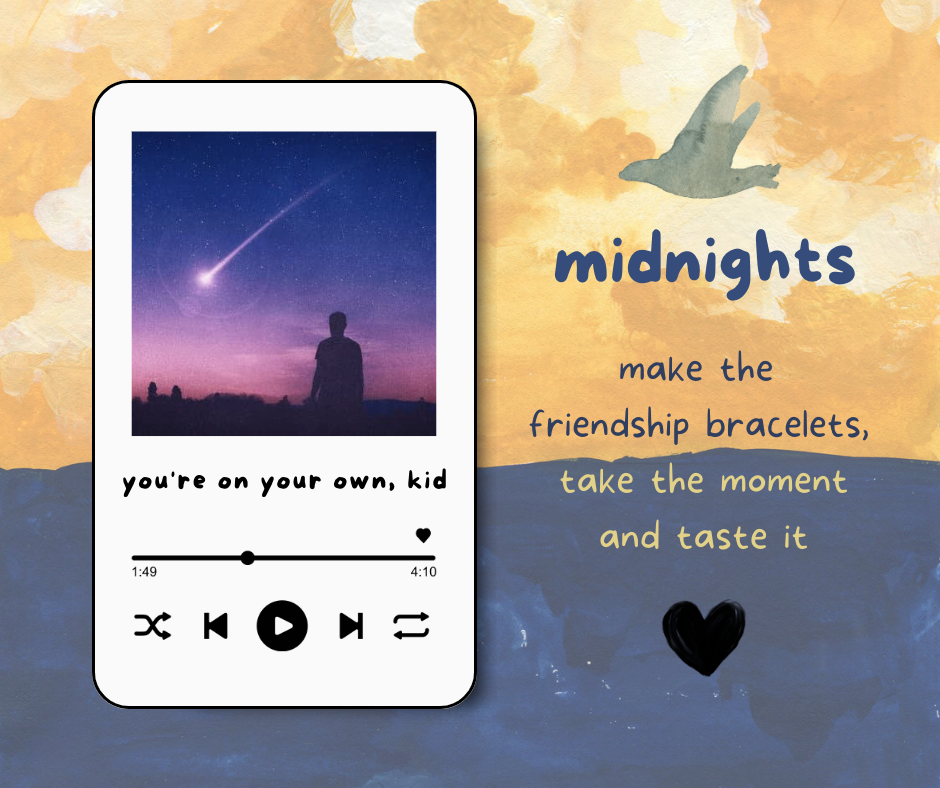 you're on your own, kid
1:49 4:10
midnights
make the
friendship bracelets,
take the moment
and taste it